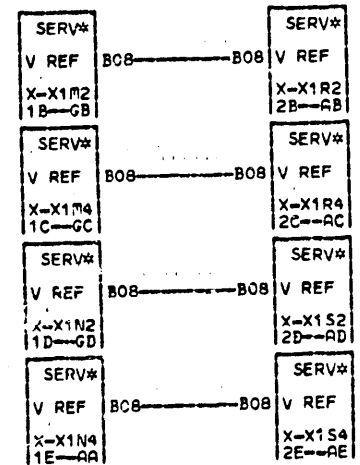 SERV* SERV*
V REF B08 B08 V REF
X-X1M2 X-X1R2
1B—GB 2B—AB
SERV* SERV*
V REF B08 B08 V REF
X-X1M4 X-X1R4
1C—GC 2C—AC
SERV* SERV*
V REF B08 B08 V REF
X-X1N2 X-X1S2
1D—GD 2D—AD
SERV* SERV*
V REF B08 B08 V REF
X-X1N4 X-X1S4
1E—AA 2E—AE